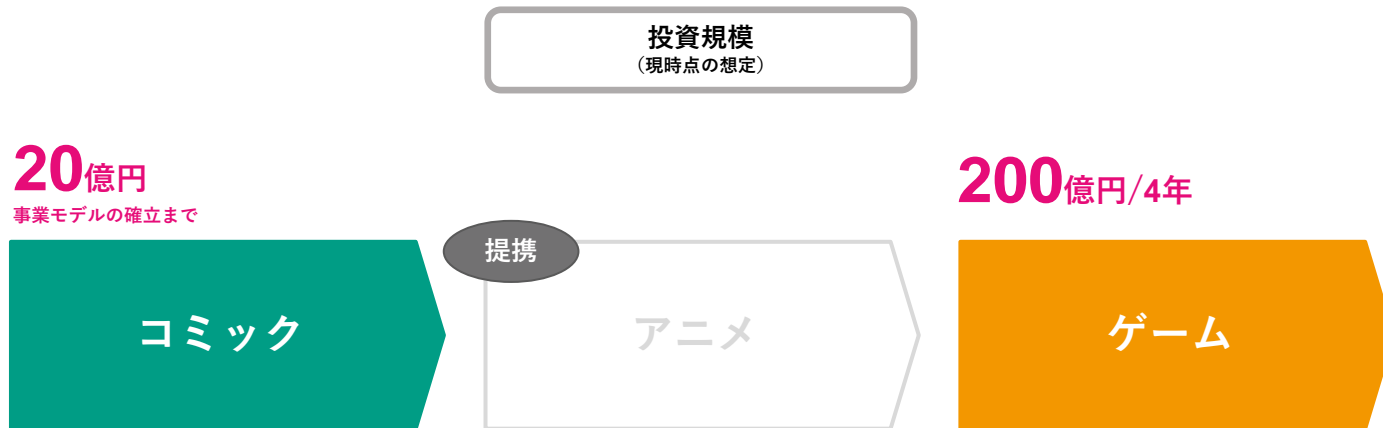 投資規模
（現時点の想定）
20億円
事業モデルの確立まで
200億円/4年
提携
コミック
アニメ
ゲーム